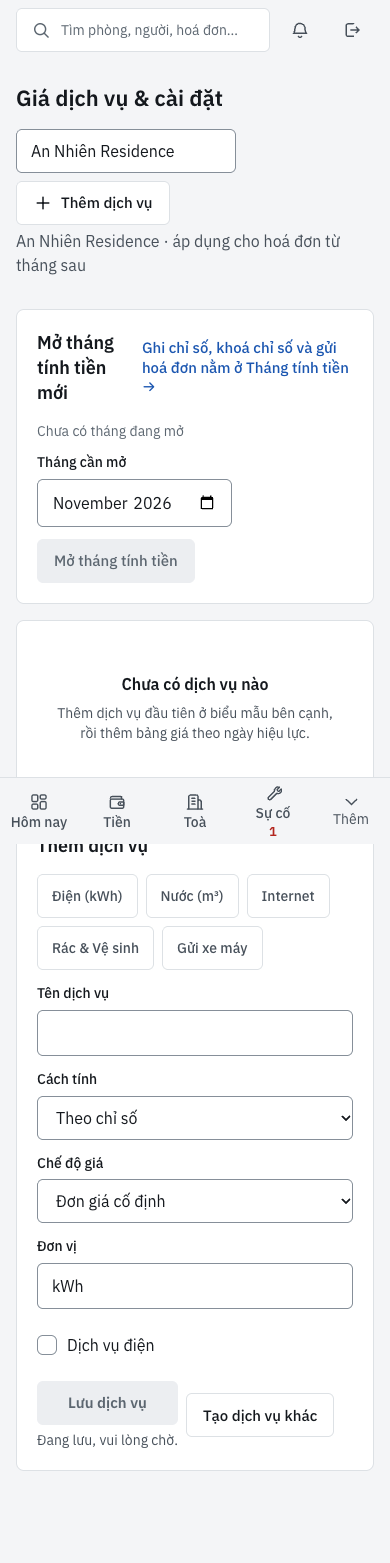 Tìm phòng, người, hoá đơn...
Giá dịch vụ & cài đặt
An Nhiên Residence
Thêm dịch vụ
An Nhiên Residence · áp dụng cho hoá đơn từ
tháng sau
Mở tháng
tính tiền
mới
Ghi chỉ số, khoá chỉ số và gửi
hoá đơn nằm ở Tháng tính tiền
→
Chưa có tháng đang mở
Tháng cần mở
November 2026
Mở tháng tính tiền
Chưa có dịch vụ nào
Thêm dịch vụ đầu tiên ở biểu mẫu bên cạnh,
rồi thêm bảng giá theo ngày hiệu lực.
Hôm nay
Tiền
Toà
Sự cố
1
Thêm
Thêm dịch vụ
Điện (kWh)
Nước (m³)
Internet
Rác & Vệ sinh
Gửi xe máy
Tên dịch vụ
Cách tính
Theo chỉ số
Chế độ giá
Đơn giá cố định
Đơn vị
kWh
Dịch vụ điện
Lưu dịch vụ
Tạo dịch vụ khác
Đang lưu, vui lòng chờ.